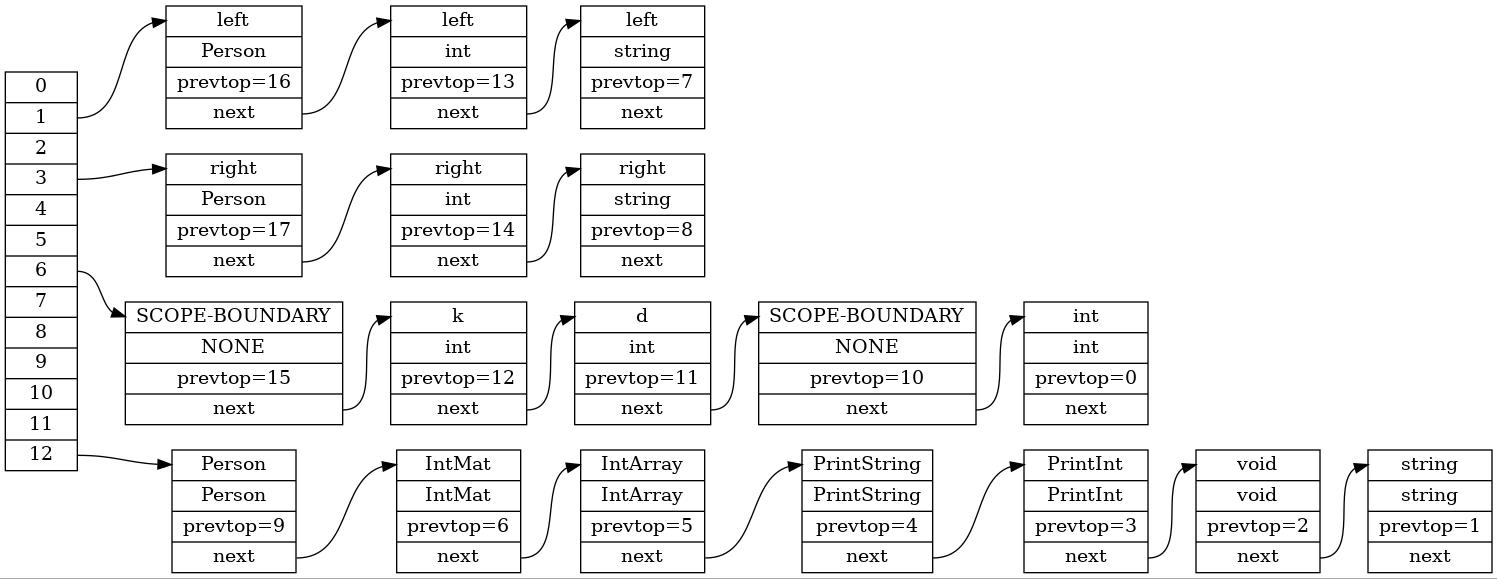 0
1
2
3
4
5
6
7
8
9
10
11
12
left
Person
prevtop=16
next
left
int
prevtop=13
next
left
string
prevtop=7
next
right
Person
prevtop=17
next
right
int
prevtop=14
next
right
string
prevtop=8
next
SCOPE-BOUNDARY
NONE
prevtop=15
next
k
int
prevtop=12
next
d
int
prevtop=11
next
SCOPE-BOUNDARY
NONE
prevtop=10
next
int
int
prevtop=0
next
Person
Person
prevtop=9
next
IntMat
IntMat
prevtop=6
next
IntArray
IntArray
prevtop=5
next
PrintString
PrintString
prevtop=4
next
PrintInt
PrintInt
prevtop=3
next
void
void
prevtop=2
next
string
string
prevtop=1
next